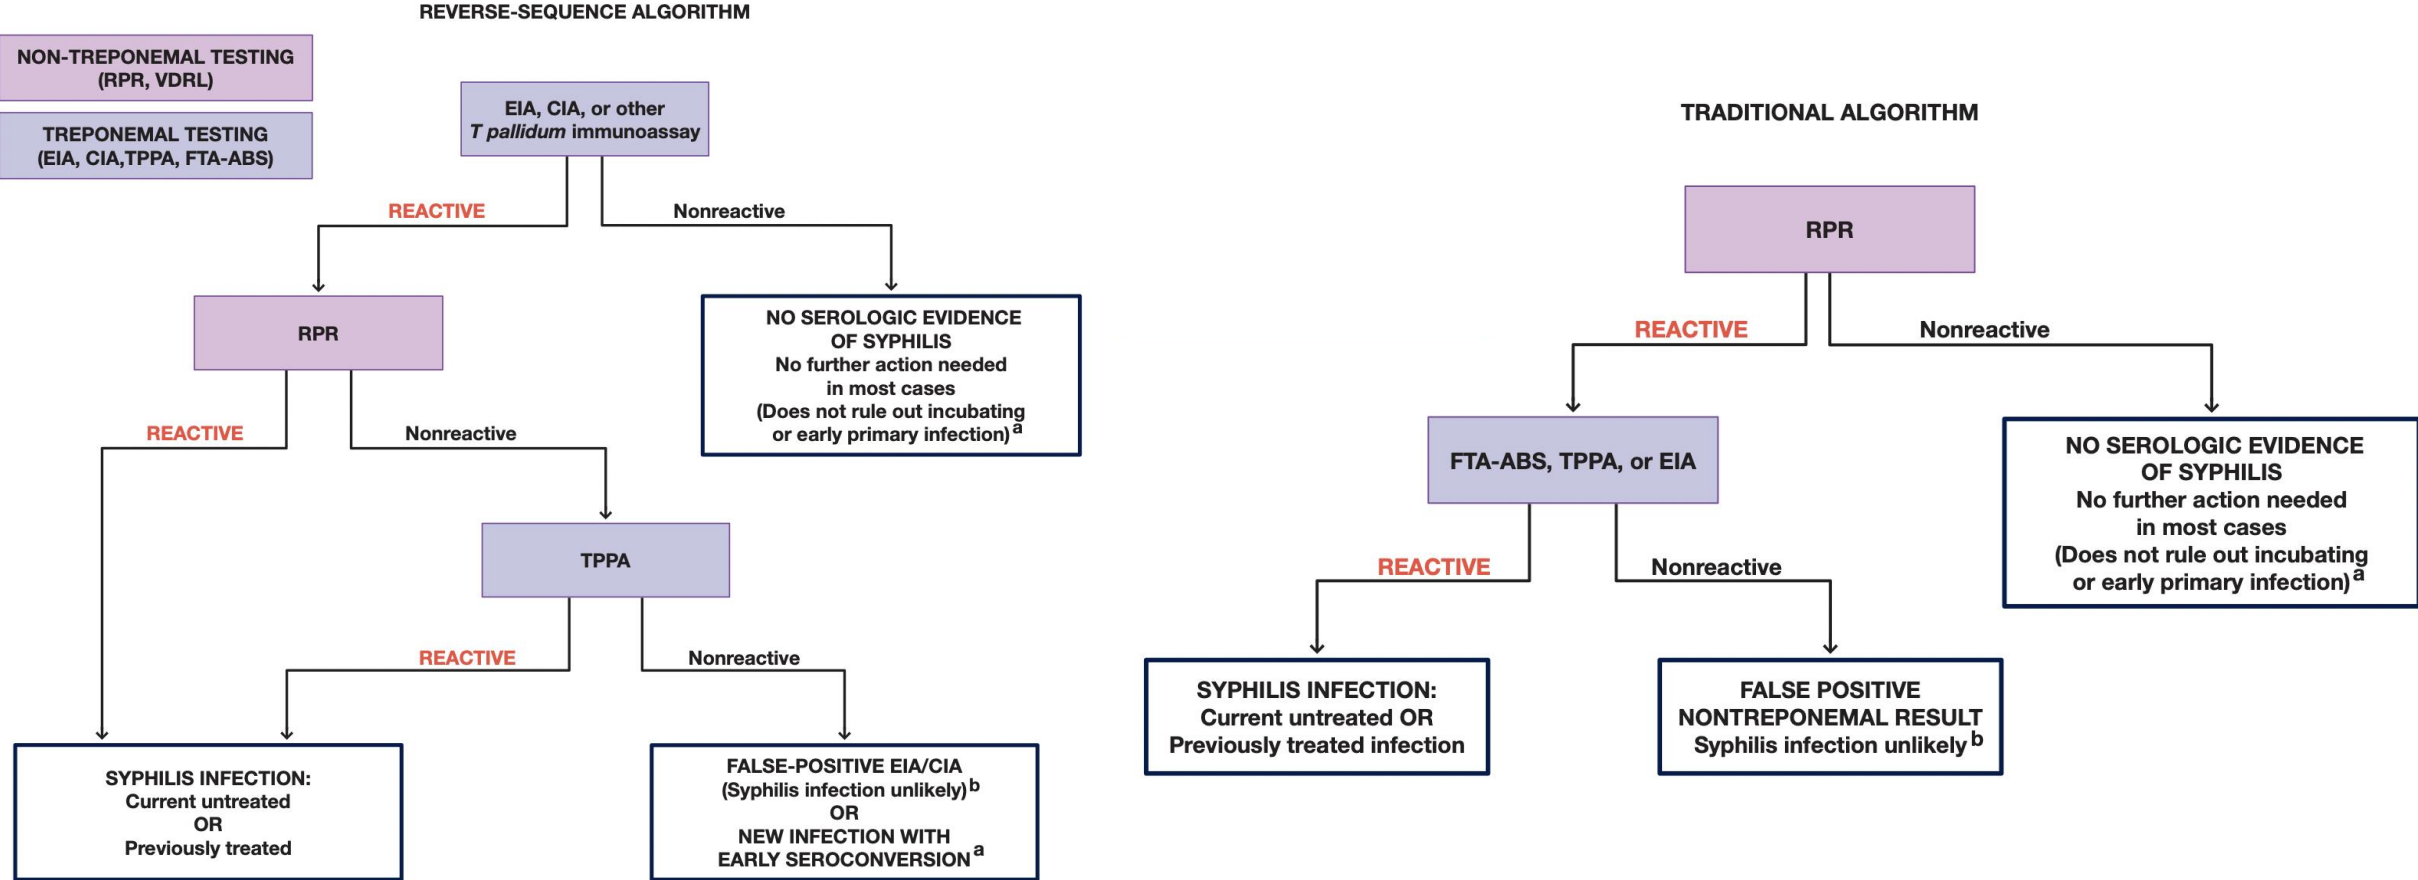 REVERSE-SEQUENCE ALGORITHM
NON-TREPONEMAL TESTING
(RPR, VDRL)
TREPONEMAL TESTING
(EIA, CIA,TPPA, FTA-ABS)
EIA, CIA, or other
T pallidum immunoassay
REACTIVE
Nonreactive
RPR
NO SEROLOGIC EVIDENCE
OF SYPHILIS
No further action needed
in most cases
(Does not rule out incubating
or early primary infection)a
REACTIVE
Nonreactive
TPPA
REACTIVE
Nonreactive
SYPHILIS INFECTION:
Current untreated
OR
Previously treated
FALSE-POSITIVE EIA/CIA
(Syphilis infection unlikely)b
OR
NEW INFECTION WITH
EARLY SEROCONVERSIONa
TRADITIONAL ALGORITHM
RPR
REACTIVE
Nonreactive
FTA-ABS, TPPA, or EIA
NO SEROLOGIC EVIDENCE
OF SYPHILIS
No further action needed
in most cases
(Does not rule out incubating
or early primary infection)a
REACTIVE
Nonreactive
SYPHILIS INFECTION:
Current untreated OR
Previously treated infection
FALSE POSITIVE
NONTREPONEMAL RESULT
Syphilis infection unlikelyb